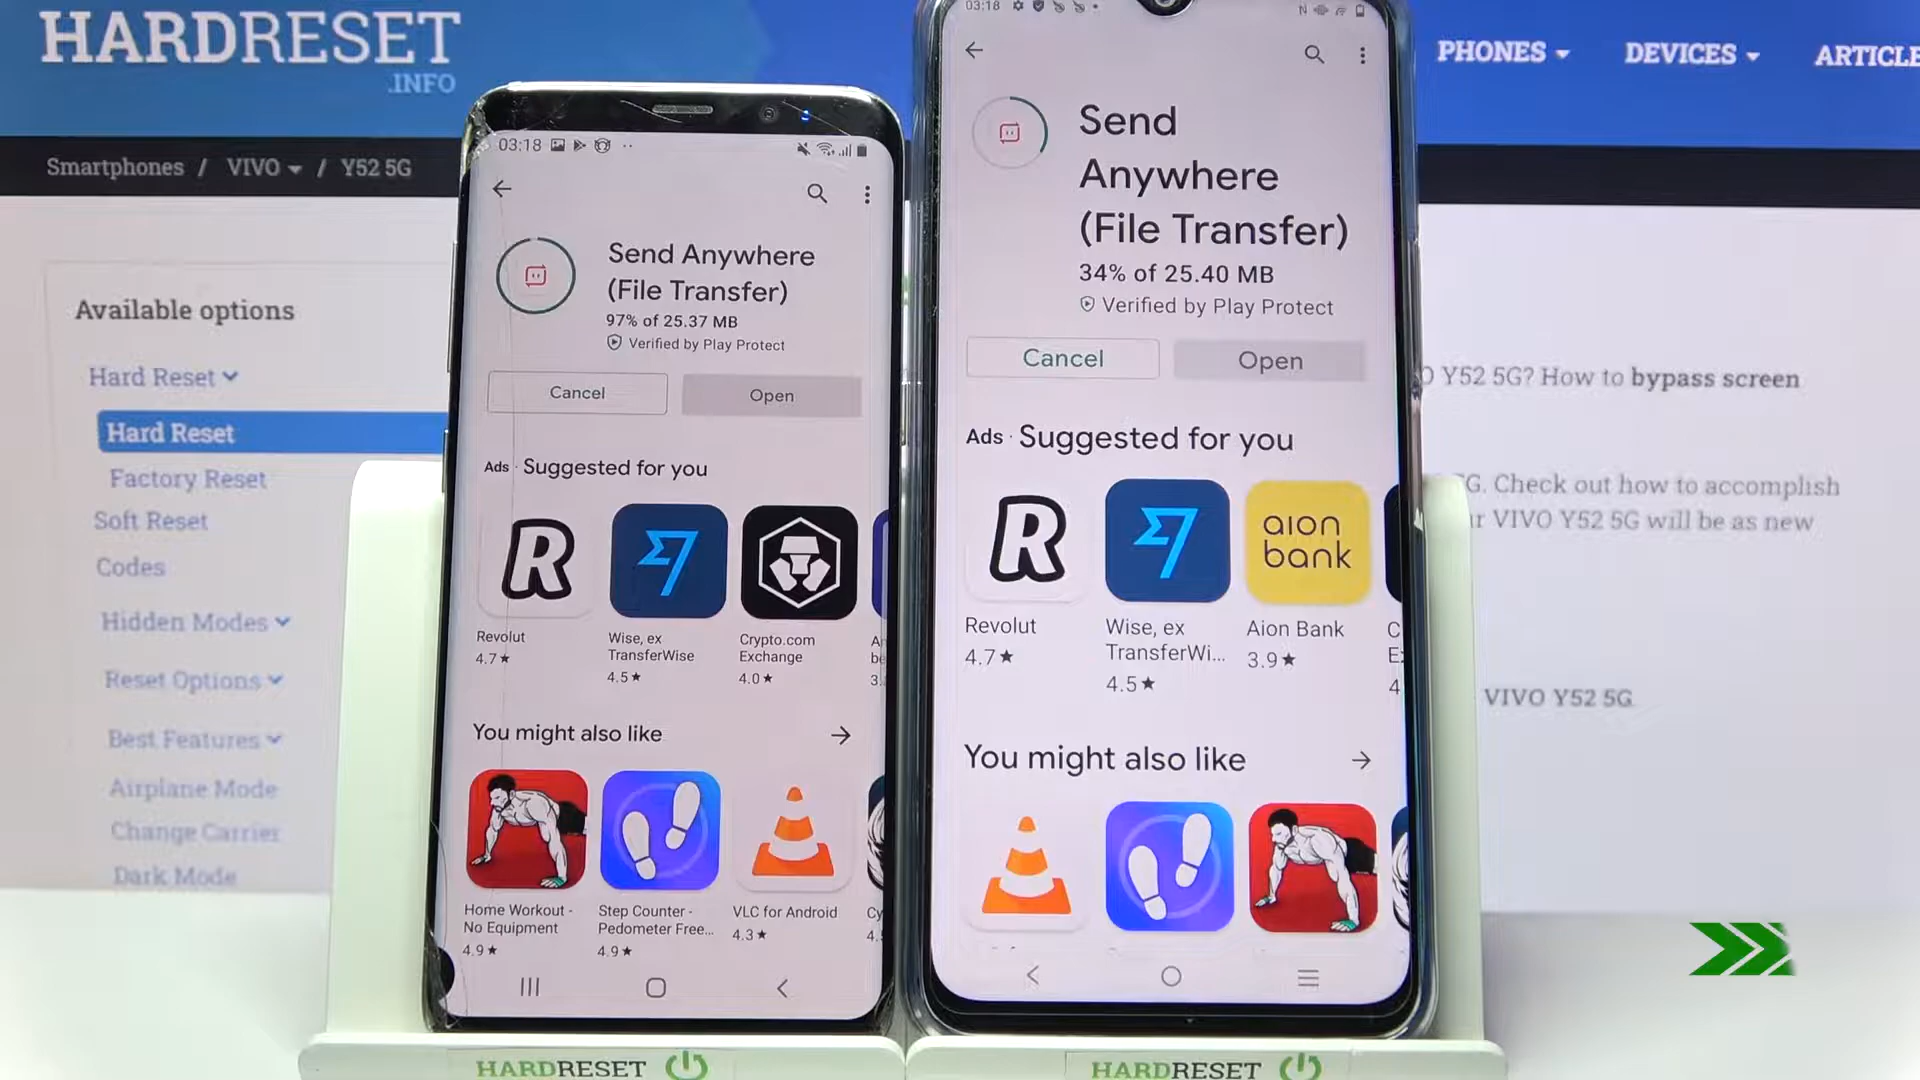 HARDRESET
.INFO
PHONES
DEVICES
ARTICLE
Smartphones / VIVO / Y52 5G
Available options
Hard Reset
Hard Reset
Factory Reset
Soft Reset
Codes
Hidden Modes
Reset Options
Best Features
Airplane Mode
Change Carrier
Dark Mode
03:18
Send Anywhere
(File Transfer)
97% of 25.37 MB
Verified by Play Protect
Cancel
Open
Ads · Suggested for you
Revolut
4.7★
Wise, ex
TransferWise
4.5★
Crypto.com
Exchange
4.0★
You might also like
Home Workout -
No Equipment
4.9★
Step Counter -
Pedometer Free...
4.9★
VLC for Android
4.3★
HARDRESET
03:18
Send
Anywhere
(File Transfer)
34% of 25.40 MB
Verified by Play Protect
Cancel
Open
Ads · Suggested for you
aion
bank
Revolut
4.7★
Wise, ex
TransferWi...
4.5★
Aion Bank
3.9★
You might also like
HARDRESET
Y52 5G? How to bypass screen
G. Check out how to accomplish
VIVO Y52 5G will be as new
VIVO Y52 5G